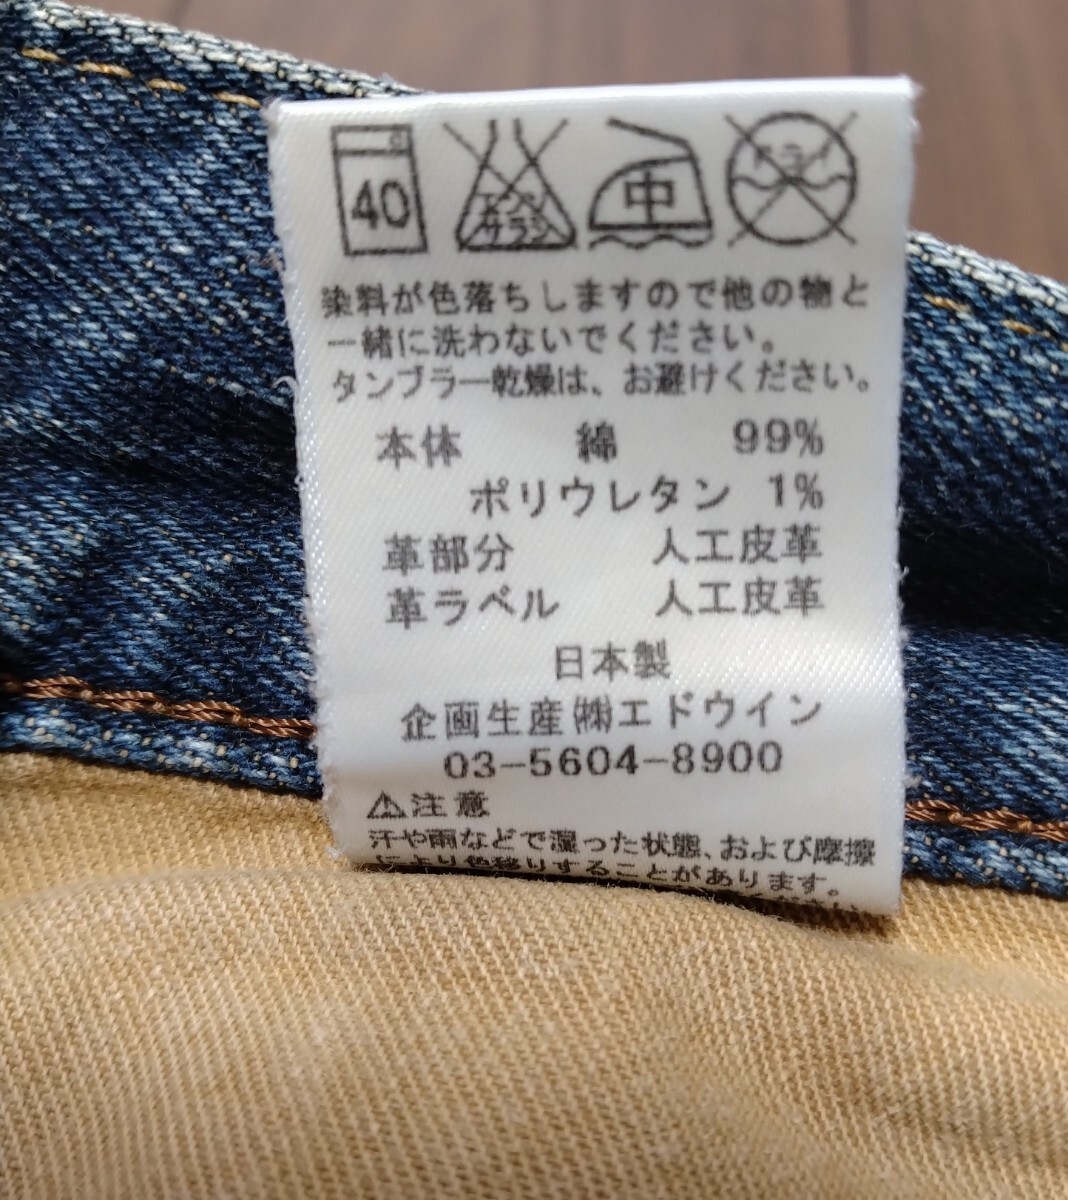 40 エンソサラシ 中 ドライ
染料が色落ちしますので他の物と
一緒に洗わないでください。
タンブラー乾燥は、お避けください。
本体 綿 99%
ポリウレタン 1%
革部分 人工皮革
革ラベル 人工皮革
日本製
企画生産㈱エドウイン
03-5604-8900
⚠注意
汗や雨などで湿った状態、および摩擦
により色移りすることがあります。
ください